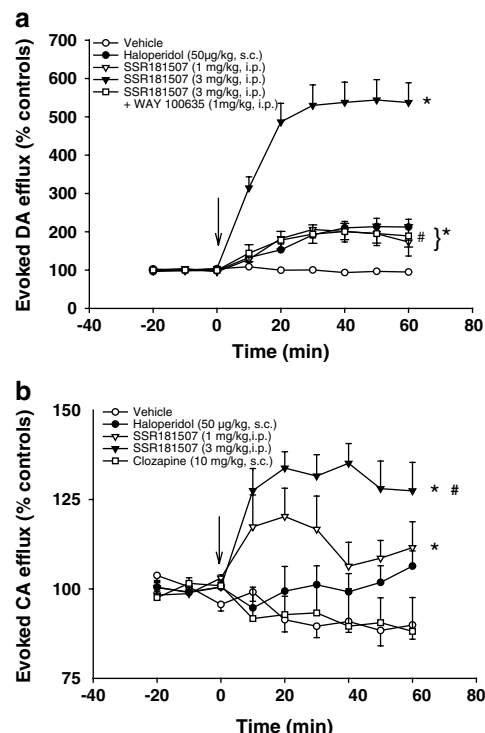 a
Evoked DA efflux (% controls)
700
600
500
400
300
200
100
0
Vehicle
Haloperidol (50µg/kg, s.c.)
SSR181507 (1 mg/kg, i.p.)
SSR181507 (3 mg/kg, i.p.)
SSR181507 (3 mg/kg, i.p.)
+ WAY 100635 (1mg/kg, i.p.)
*
# }*
-40 -20 0 20 40 60 80
Time (min)
b
Evoked CA efflux (% controls)
150
125
100
75
Vehicle
Haloperidol (50 µg/kg, s.c.)
SSR181507 (1 mg/kg,i.p.)
SSR181507 (3 mg/kg,i.p.)
Clozapine (10 mg/kg, s.c.)
* #
*
-40 -20 0 20 40 60 80
Time (min)